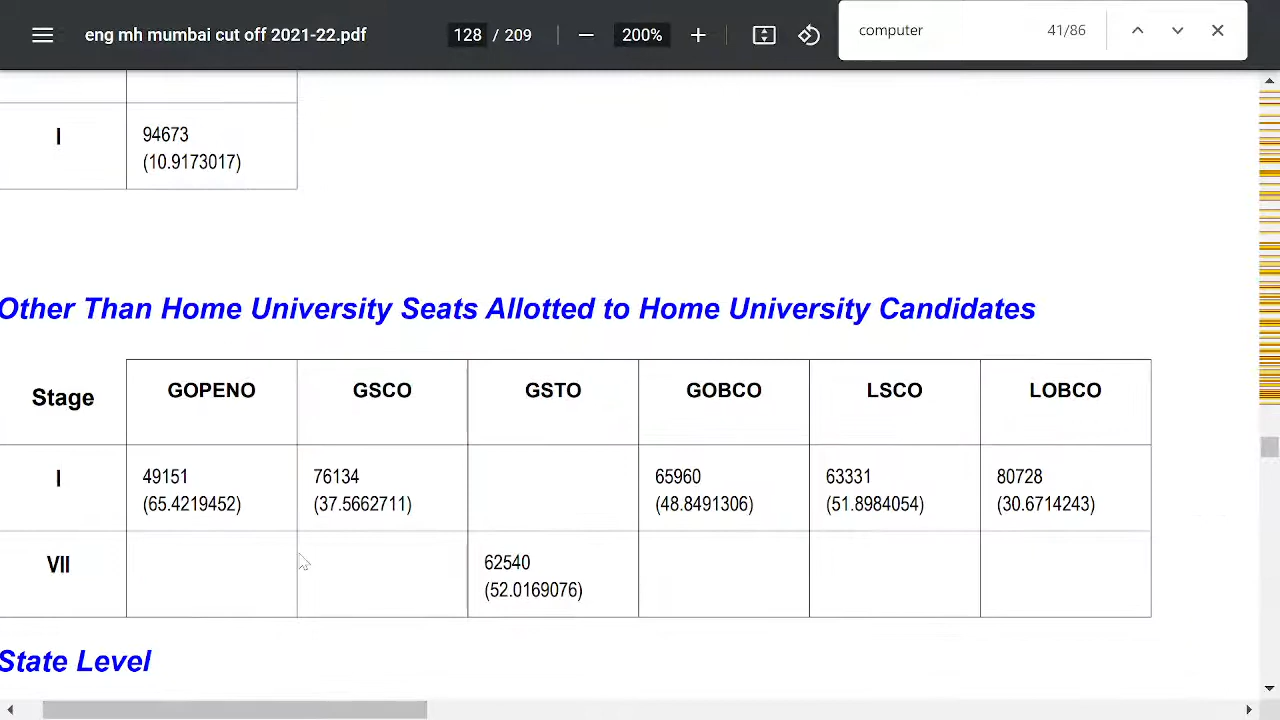 eng mh mumbai cut off 2021-22.pdf
128 / 209
200%
computer
41/86
I
94673
(10.9173017)
Other Than Home University Seats Allotted to Home University Candidates
Stage GOPENO GSCO GSTO GOBCO LSCO LOBCO
I 49151 76134 65960 63331 80728
(65.4219452) (37.5662711) (48.8491306) (51.8984054) (30.6714243)
VII 62540
(52.0169076)
State Level